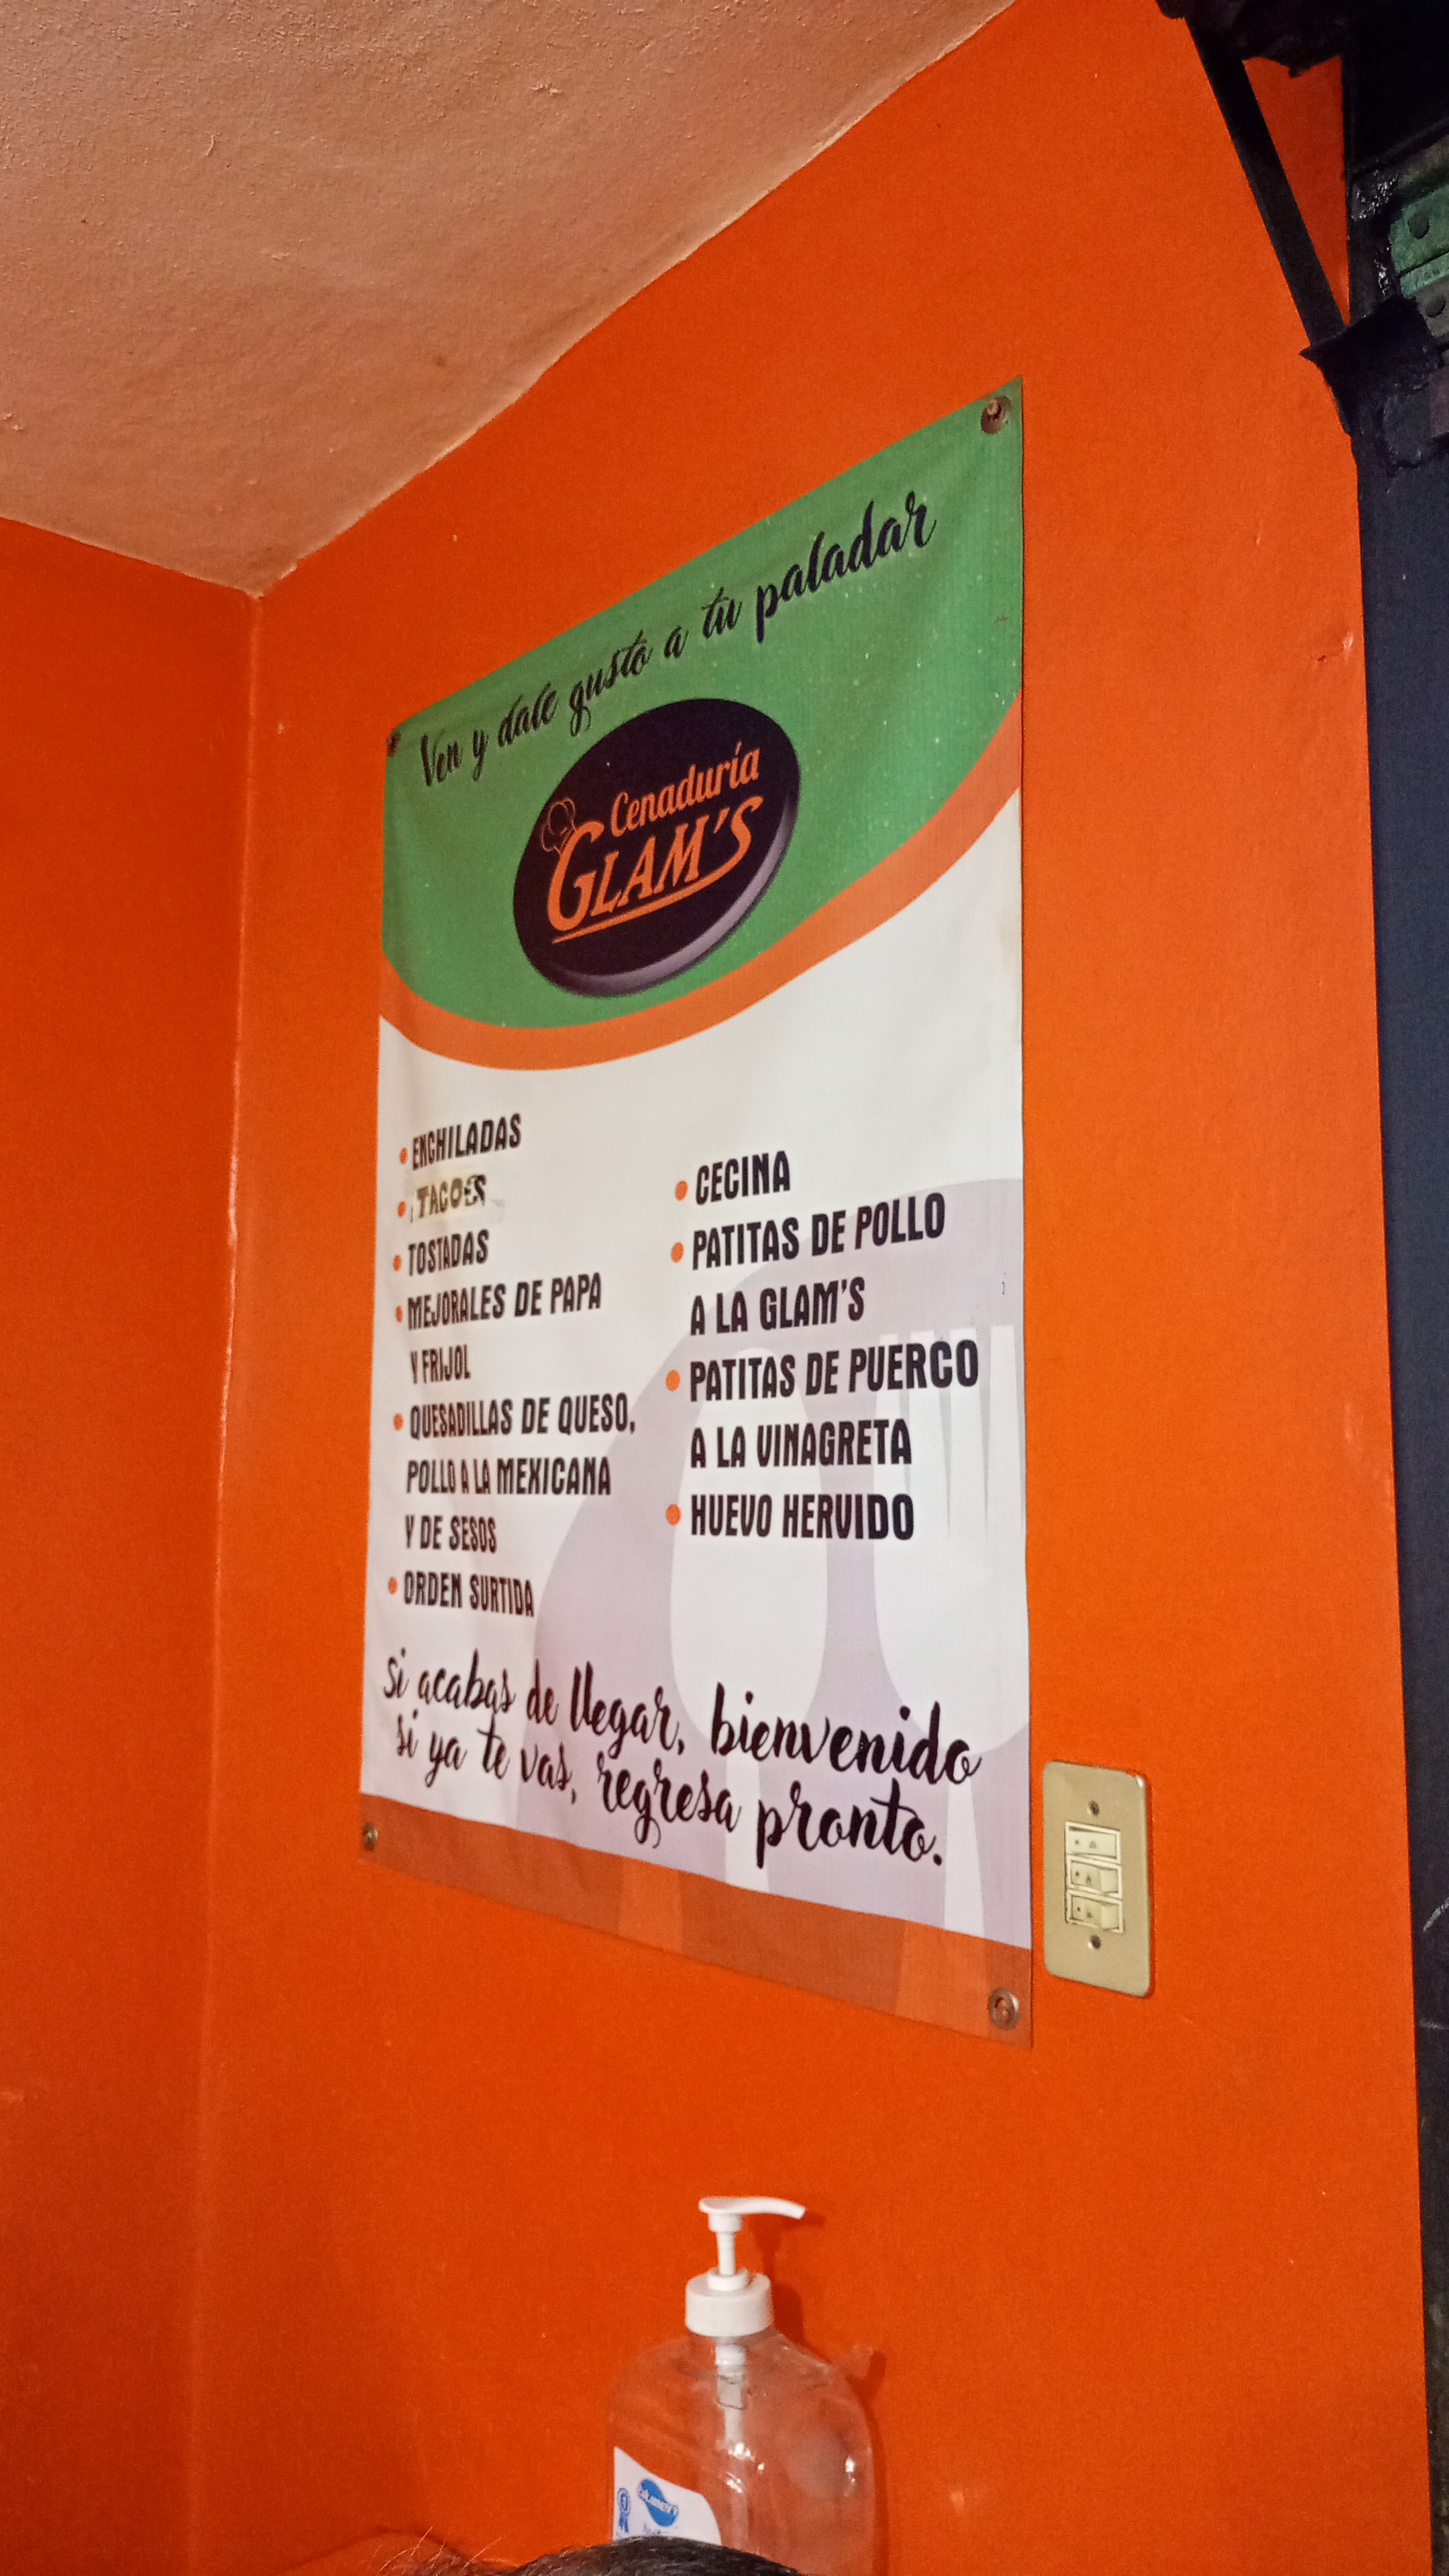 Ven y dale gusto a tu paladar
Cenaduría
GLAM'S
• ENCHILADAS
• TACOS
• TOSTADAS
• MEJORALES DE PAPA
Y FRIJOL
• QUESADILLAS DE QUESO,
POLLO A LA MEXICANA
Y DE SESOS
• ORDEN SURTIDA
• CECINA
• PATITAS DE POLLO
A LA GLAM'S
• PATITAS DE PUERCO
A LA VINAGRETA
• HUEVO HERVIDO
Si acabas de llegar, bienvenido
si ya te vas, regresa pronto.